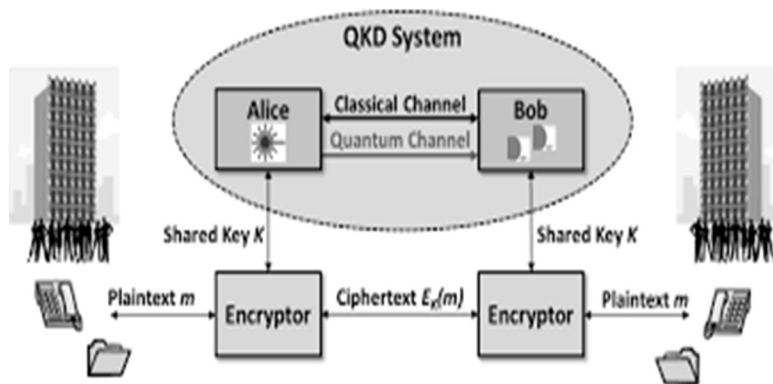 QKD System
Alice
Classical Channel
Bob
Quantum Channel
Shared Key K
Shared Key K
Plaintext m
Encryptor
Ciphertext E_K(m)
Encryptor
Plaintext m